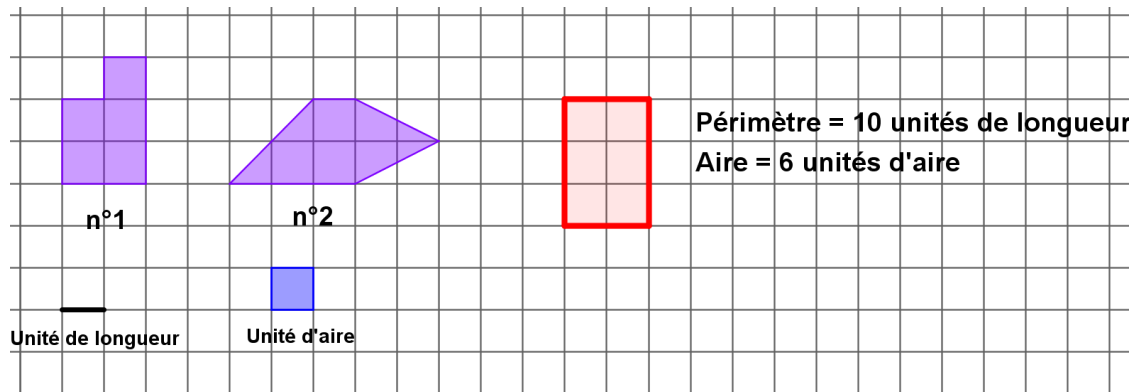 Périmètre = 10 unités de longueur
Aire = 6 unités d'aire
n°1
n°2
Unité de longueur
Unité d'aire